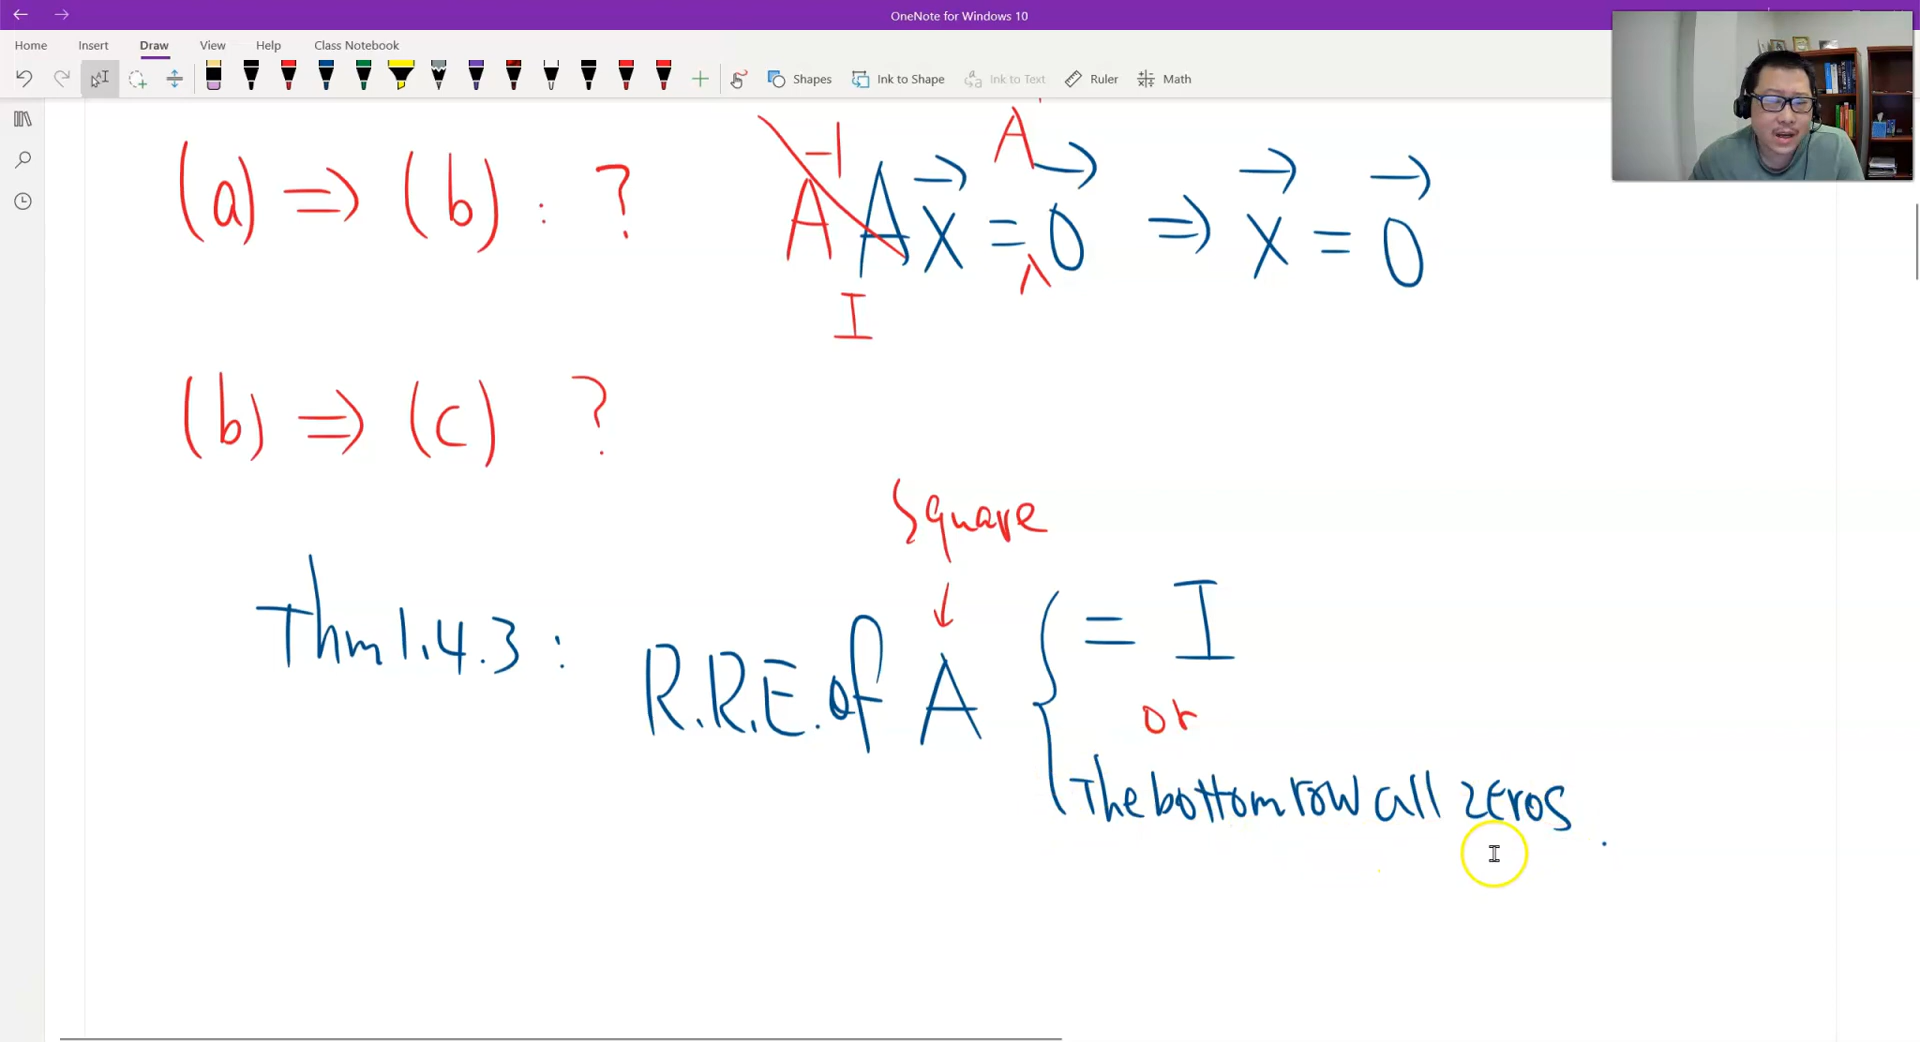 OneNote for Windows 10
Home Insert Draw View Help Class Notebook
Shapes Ink to Shape Ink to Text Ruler Math
(a) ⇒ (b) : ? A⁻¹ A x⃗ = A 0⃗ ⇒ x⃗ = 0⃗
I
(b) ⇒ (c) ?
Square
↓
Thm 1.4.3 : R.R.E. of A { = I
or
The bottom row all zeros .